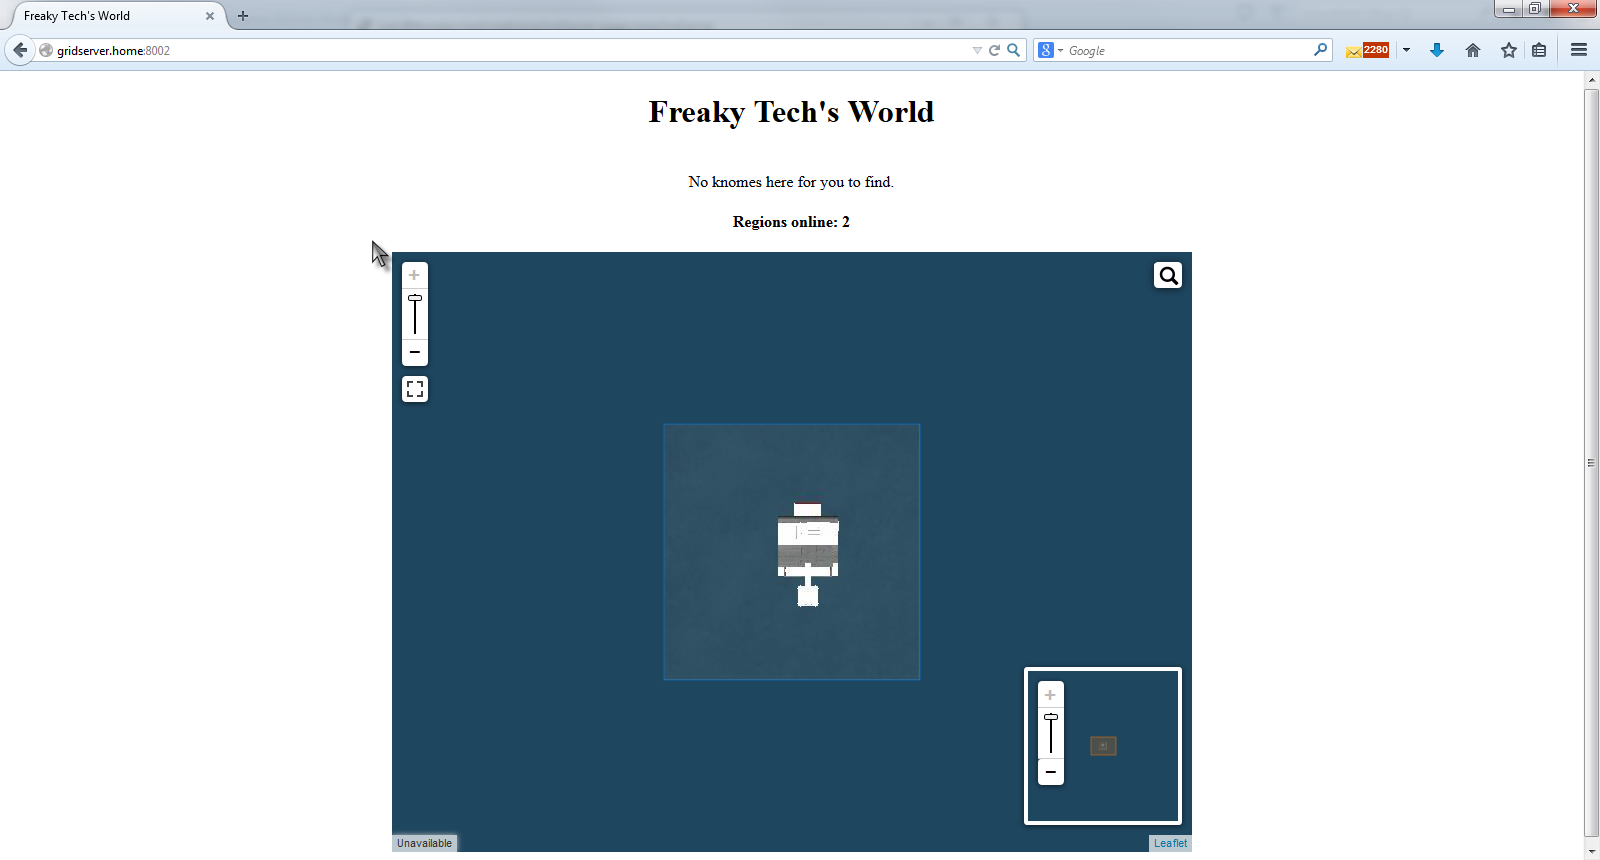 Freaky Tech's World
gridserver.home:8002
Google
2280
Freaky Tech's World
No knomes here for you to find.
Regions online: 2
+
−
+
−
Unavailable
Leaflet